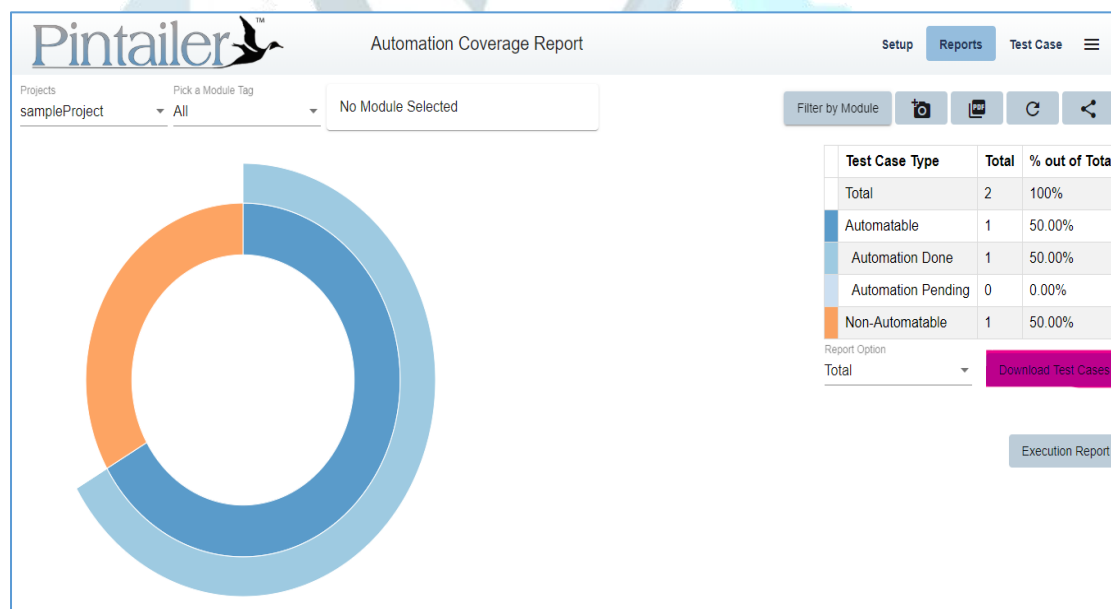 Pintailer™
Automation Coverage Report
Setup
Reports
Test Case
Projects
sampleProject
Pick a Module Tag
All
No Module Selected
Filter by Module
PDF
Test Case Type Total % out of Tota
Total 2 100%
Automatable 1 50.00%
Automation Done 1 50.00%
Automation Pending 0 0.00%
Non-Automatable 1 50.00%
Report Option
Total
Download Test Cases
Execution Report